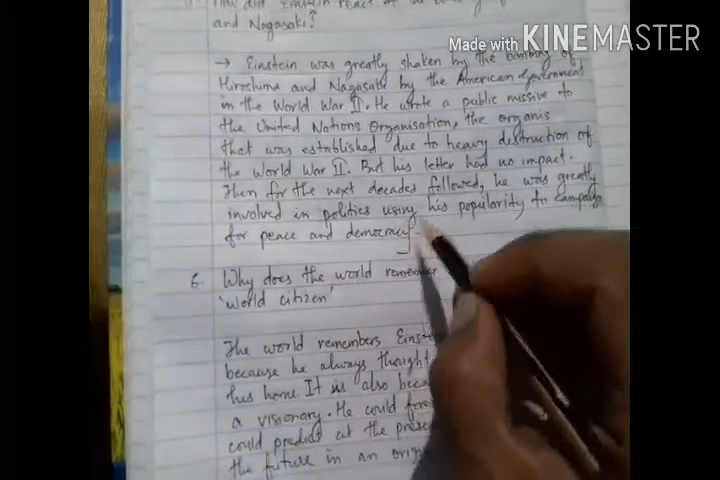 Made with KINEMASTER
and Nagasaki?
→ Einstein was greatly shaken by the bombing of
Hiroshima and Nagasaki by the American Government
in the World War II. He wrote a public missive to
the United Nations Organisation, the organis
that was established due to heavy destruction of
the World War II. But his letter had no impact.
Then for the next decades followed, he was greatly
involved in politics using his popularity to campaign
for peace and democracy.
6. Why does the world remember
'world citizen'
The world remembers Einste
because he always thought
his home. It is also beca
a visionary. He could for
could predict at the prese
the future in an orig